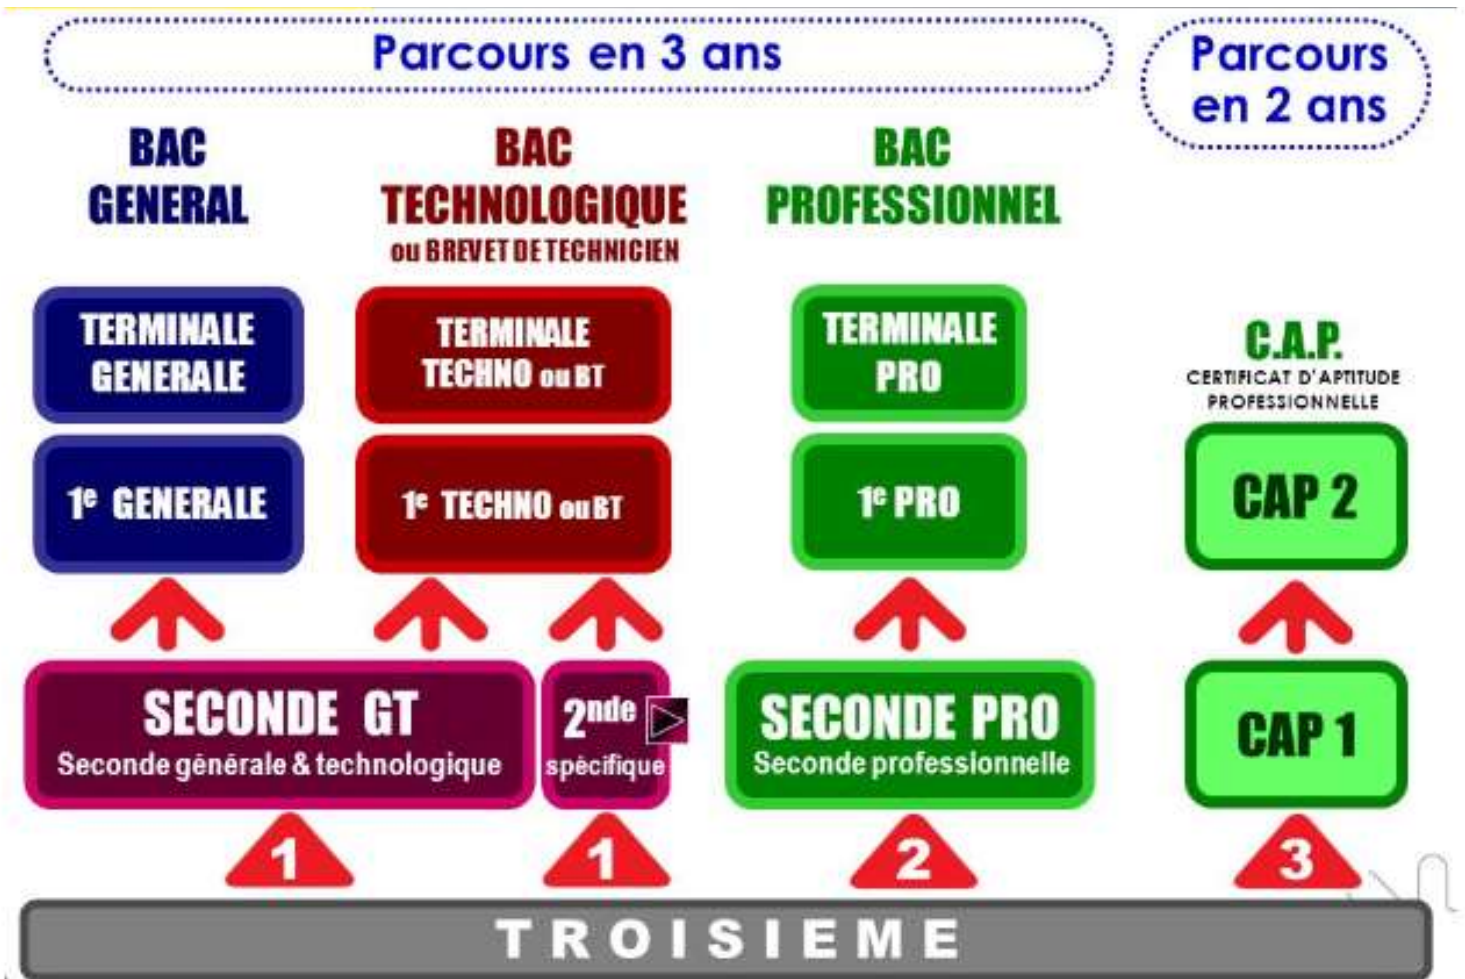 Parcours en 3 ans
Parcours
en 2 ans
BAC
GENERAL
BAC
TECHNOLOGIQUE
ou BREVET DE TECHNICIEN
BAC
PROFESSIONNEL
TERMINALE
GENERALE
TERMINALE
TECHNO ou BT
TERMINALE
PRO
C.A.P.
CERTIFICAT D'APTITUDE
PROFESSIONNELLE
1e GENERALE
1e TECHNO ou BT
1e PRO
CAP 2
SECONDE GT
Seconde générale & technologique
2nde
spécifique
SECONDE PRO
Seconde professionnelle
CAP 1
1
1
2
3
TROISIEME